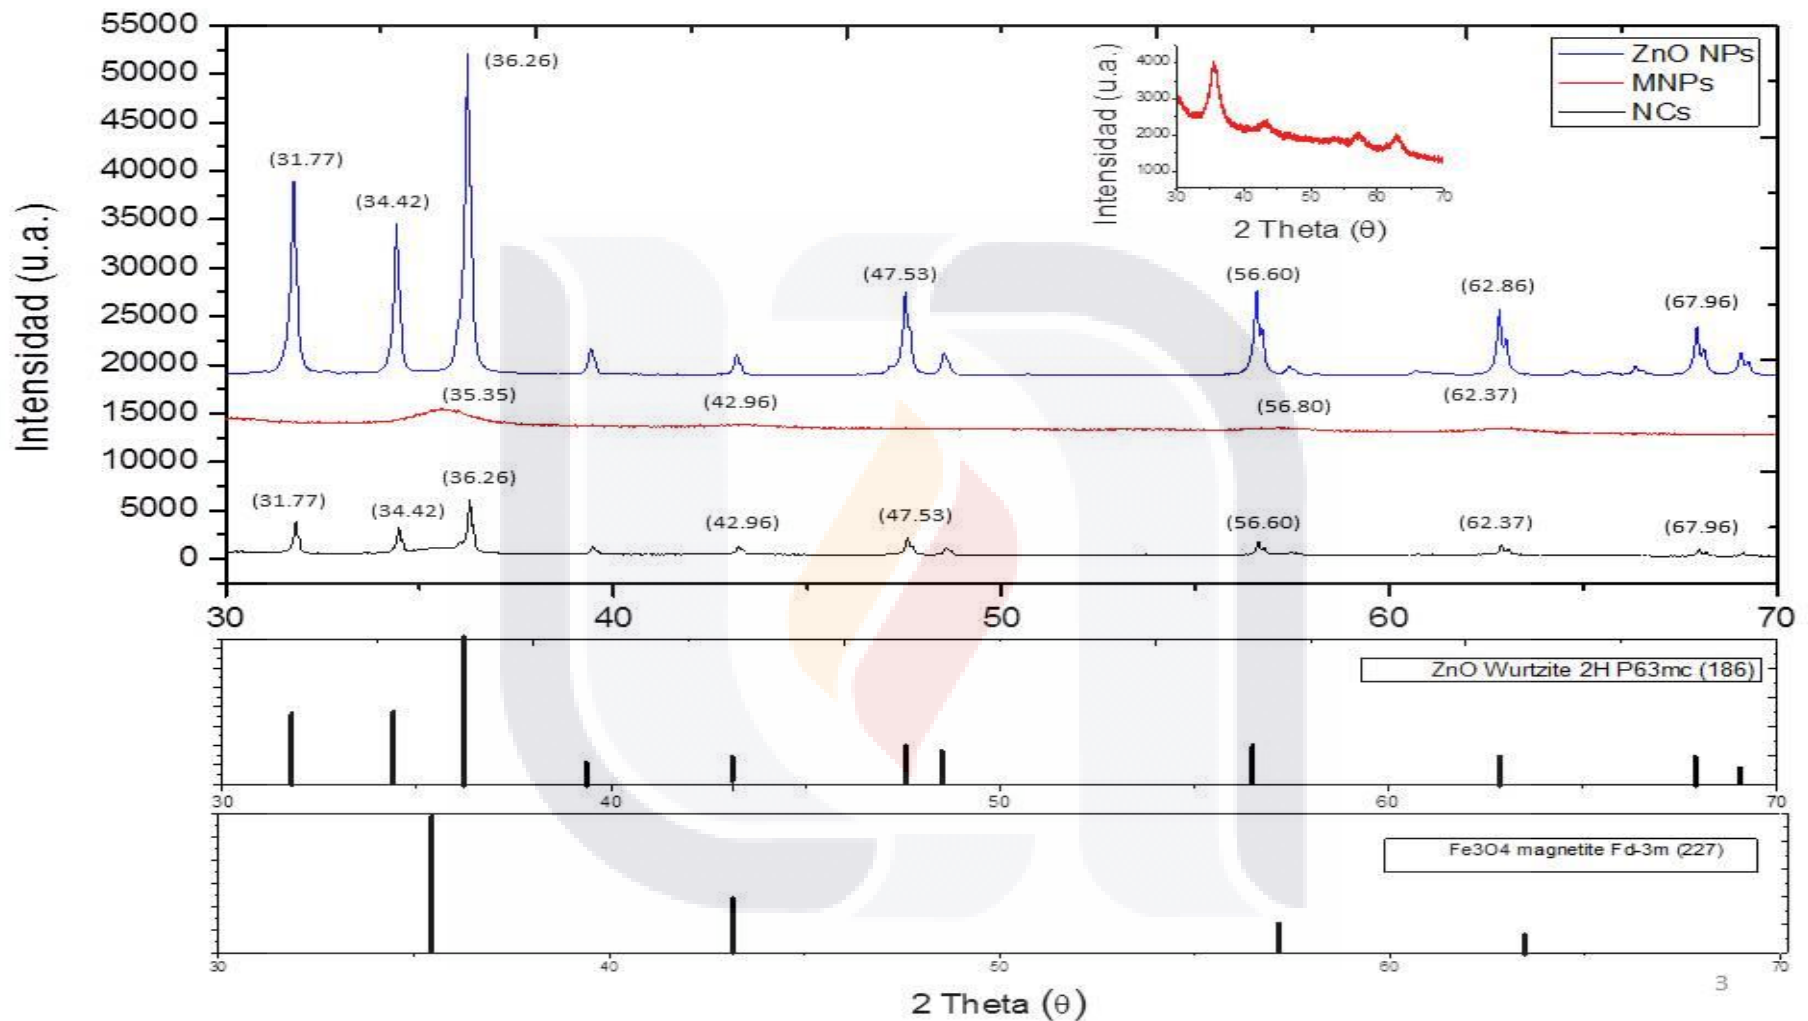 55000
50000
45000
40000
35000
30000
25000
20000
15000
10000
5000
0
Intensidad (u.a.)
(31.77)
(34.42)
(36.26)
(47.53)
(56.60)
(62.86)
(67.96)
(35.35)
(42.96)
(56.80)
(62.37)
(31.77)
(34.42)
(36.26)
(42.96)
(47.53)
(56.60)
(62.37)
(67.96)
Intensidad (u.a.)
4000
3000
2000
1000
30 40 50 60 70
2 Theta (θ)
ZnO NPs
MNPs
NCs
30 40 50 60 70
ZnO Wurtzite 2H P63mc (186)
30 40 50 60 70
Fe3O4 magnetite Fd-3m (227)
30 40 50 60 70
2 Theta (θ)
3